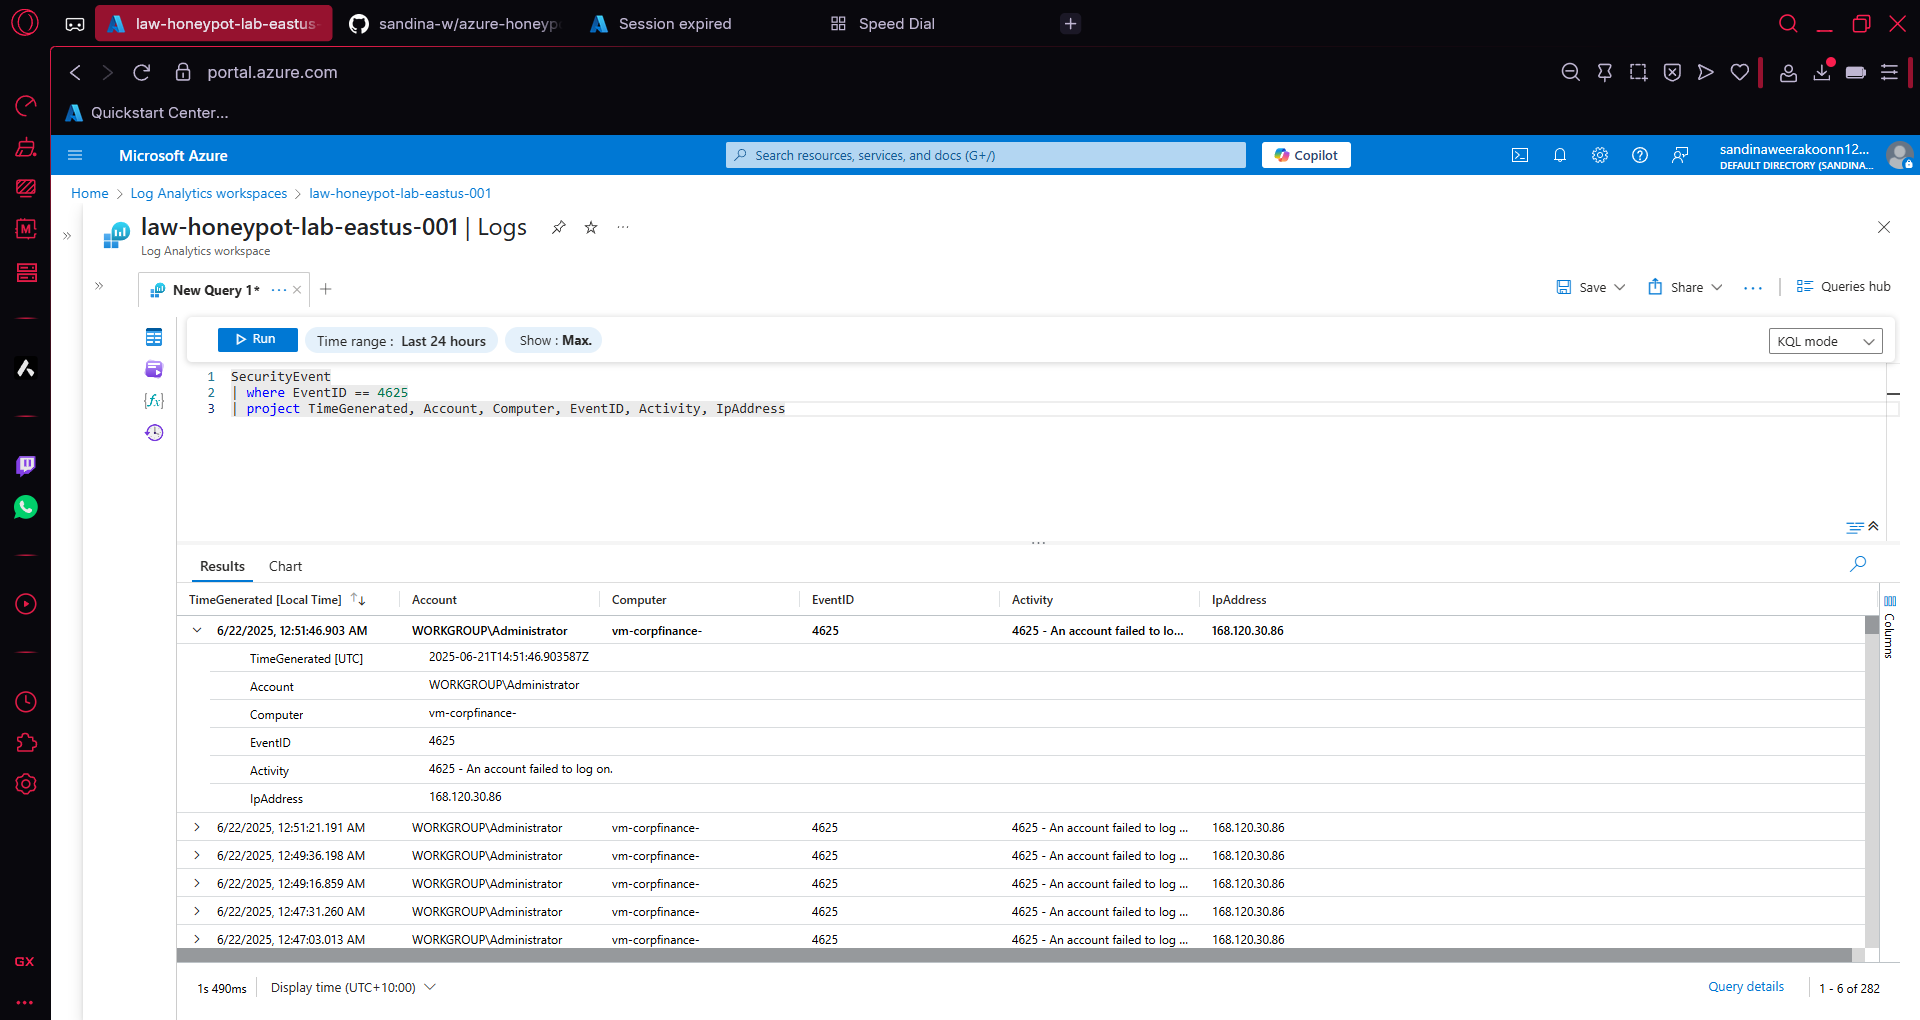 law-honeypot-lab-eastus-
sandina-w/azure-honeyp
Session expired
Speed Dial
portal.azure.com
Quickstart Center...
Microsoft Azure
Search resources, services, and docs (G+/)
Copilot
sandinaweerakoonn12...
DEFAULT DIRECTORY (SANDINA...
Home > Log Analytics workspaces > law-honeypot-lab-eastus-001
law-honeypot-lab-eastus-001 | Logs
Log Analytics workspace
New Query 1*
Save
Share
Queries hub
Run
Time range : Last 24 hours
Show : Max.
KQL mode
1 SecurityEvent
2 | where EventID == 4625
3 | project TimeGenerated, Account, Computer, EventID, Activity, IpAddress
Results
Chart
TimeGenerated [Local Time] Account Computer EventID Activity IpAddress
Columns
6/22/2025, 12:51:46.903 AM WORKGROUP\Administrator vm-corpfinance- 4625 4625 - An account failed to lo... 168.120.30.86
TimeGenerated [UTC] 2025-06-21T14:51:46.903587Z
Account WORKGROUP\Administrator
Computer vm-corpfinance-
EventID 4625
Activity 4625 - An account failed to log on.
IpAddress 168.120.30.86
6/22/2025, 12:51:21.191 AM WORKGROUP\Administrator vm-corpfinance- 4625 4625 - An account failed to log ... 168.120.30.86
6/22/2025, 12:49:36.198 AM WORKGROUP\Administrator vm-corpfinance- 4625 4625 - An account failed to log ... 168.120.30.86
6/22/2025, 12:49:16.859 AM WORKGROUP\Administrator vm-corpfinance- 4625 4625 - An account failed to log ... 168.120.30.86
6/22/2025, 12:47:31.260 AM WORKGROUP\Administrator vm-corpfinance- 4625 4625 - An account failed to log ... 168.120.30.86
6/22/2025, 12:47:03.013 AM WORKGROUP\Administrator vm-corpfinance- 4625 4625 - An account failed to log ... 168.120.30.86
GX
1s 490ms
Display time (UTC+10:00)
Query details
1 - 6 of 282